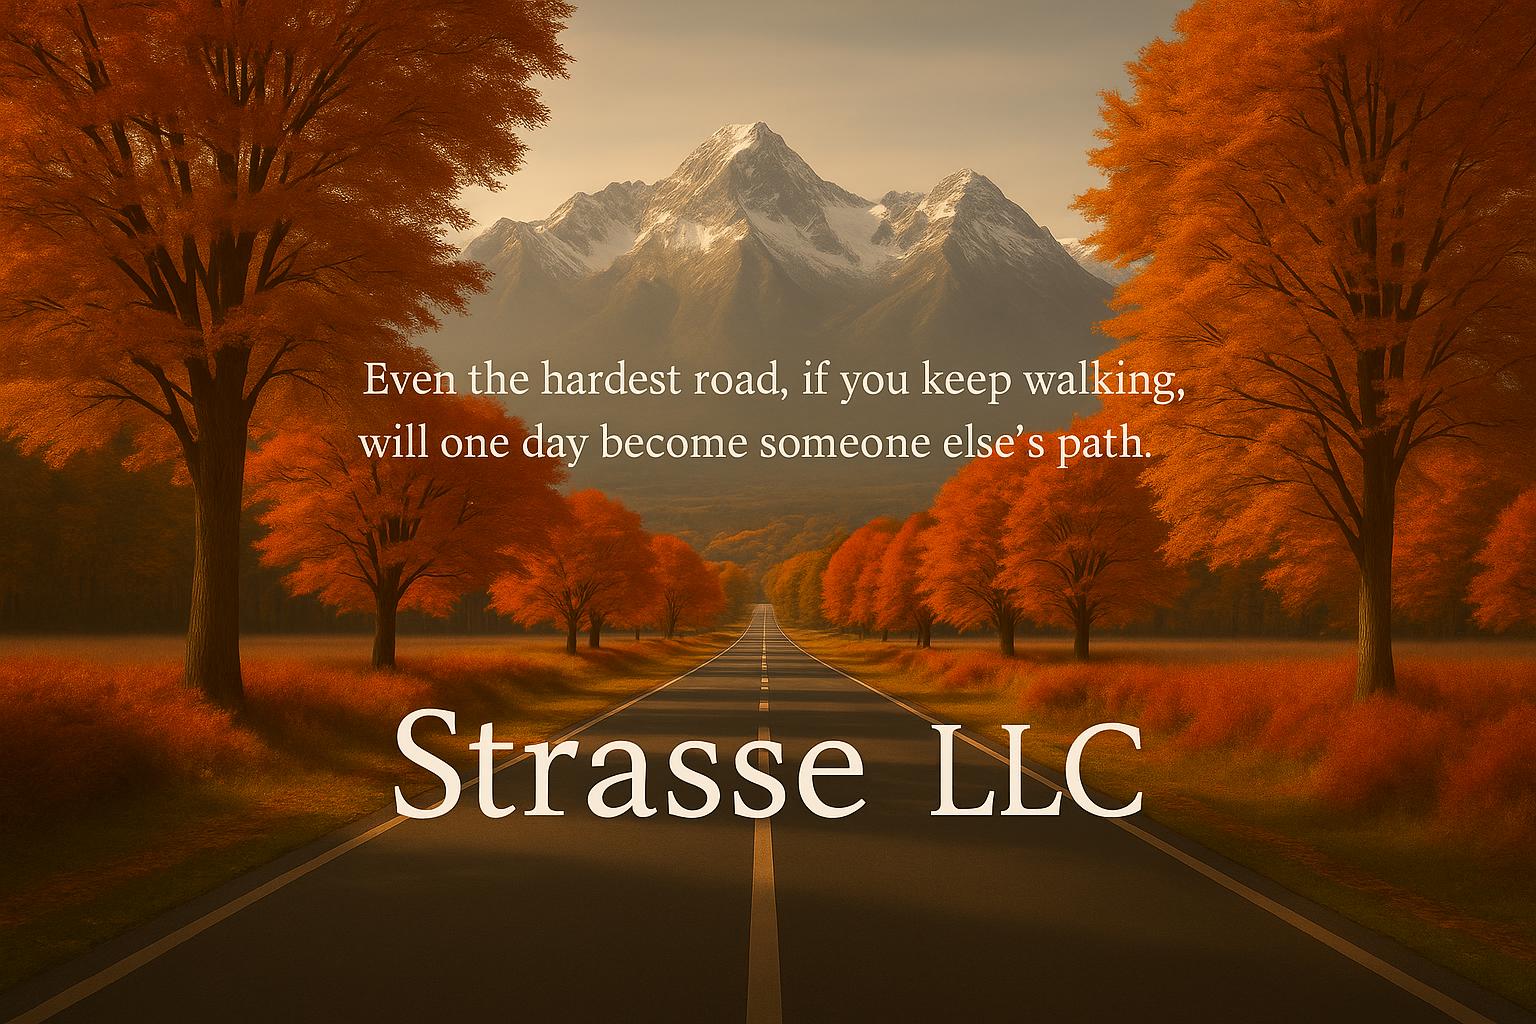 Even the hardest road, if you keep walking,
will one day become someone else’s path.
Strasse LLC